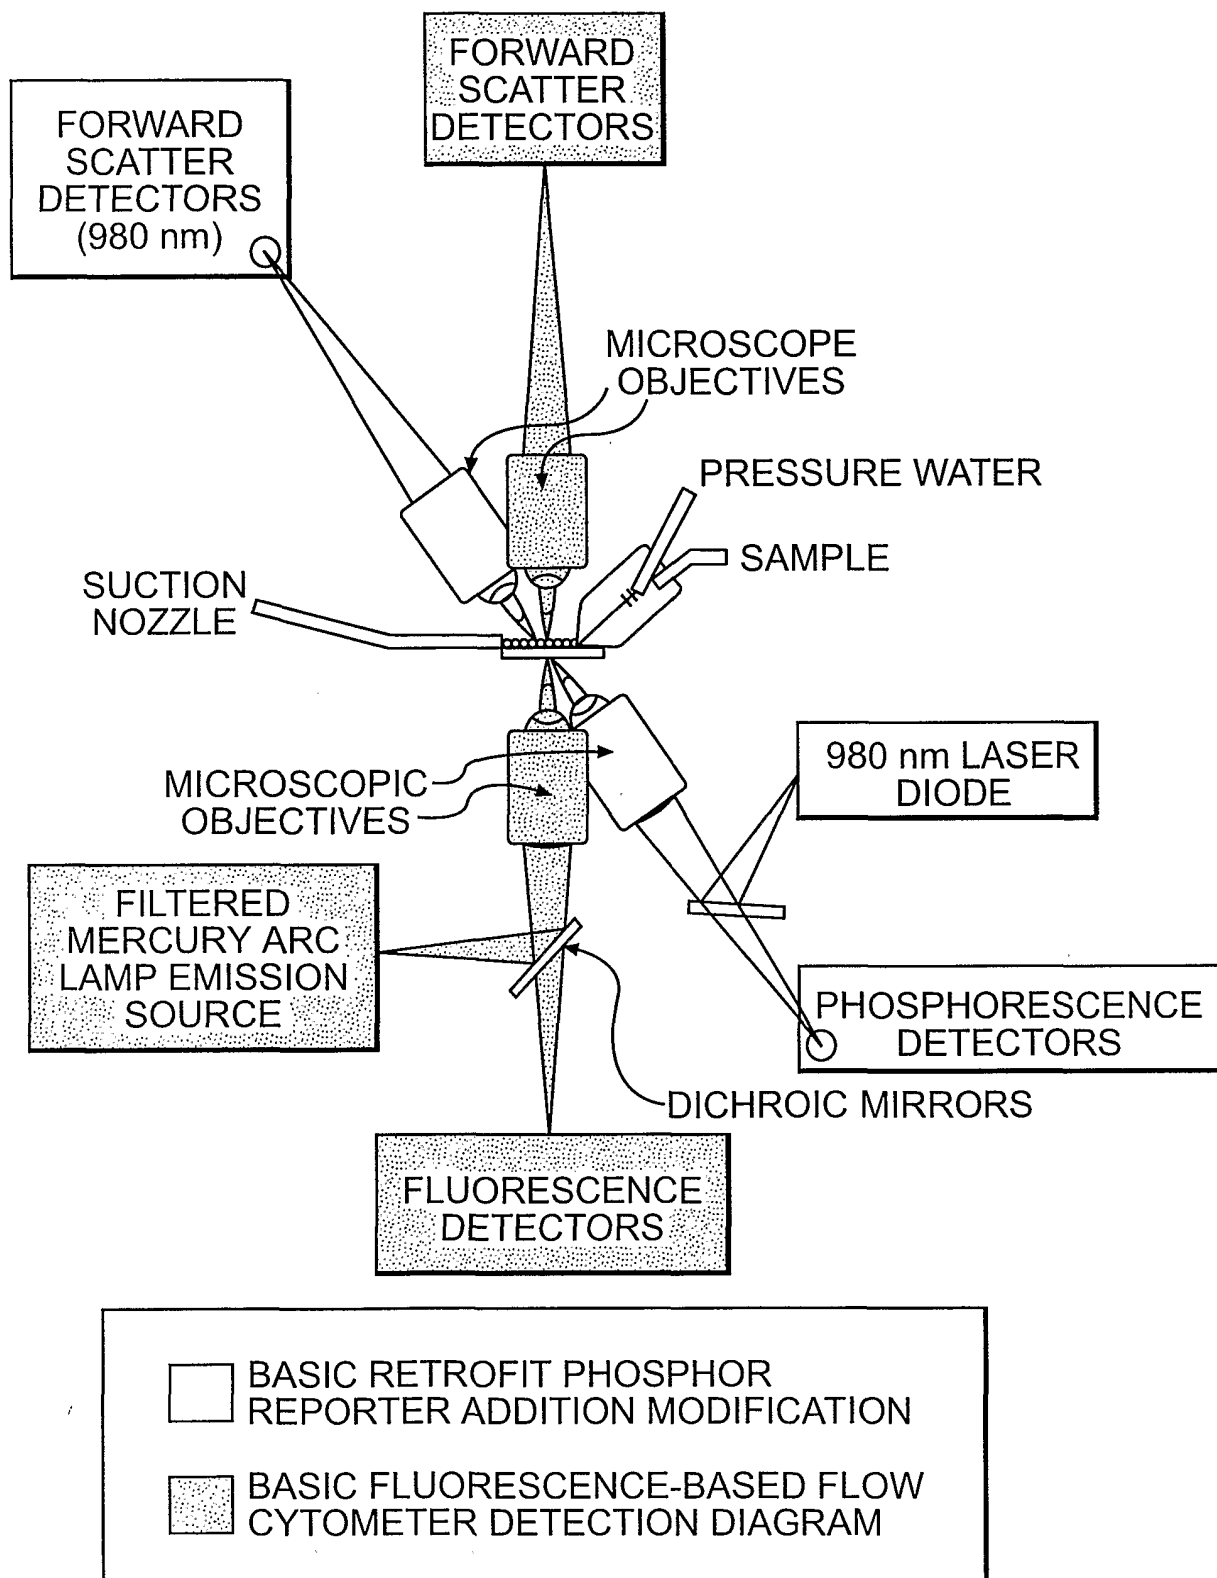 FORWARD
SCATTER
DETECTORS
FORWARD
SCATTER
DETECTORS
(980 nm)
MICROSCOPE
OBJECTIVES
PRESSURE WATER
SAMPLE
SUCTION
NOZZLE
980 nm LASER
DIODE
MICROSCOPIC
OBJECTIVES
FILTERED
MERCURY ARC
LAMP EMISSION
SOURCE
PHOSPHORESCENCE
DETECTORS
DICHROIC MIRRORS
FLUORESCENCE
DETECTORS
BASIC RETROFIT PHOSPHOR
REPORTER ADDITION MODIFICATION
BASIC FLUORESCENCE-BASED FLOW
CYTOMETER DETECTION DIAGRAM